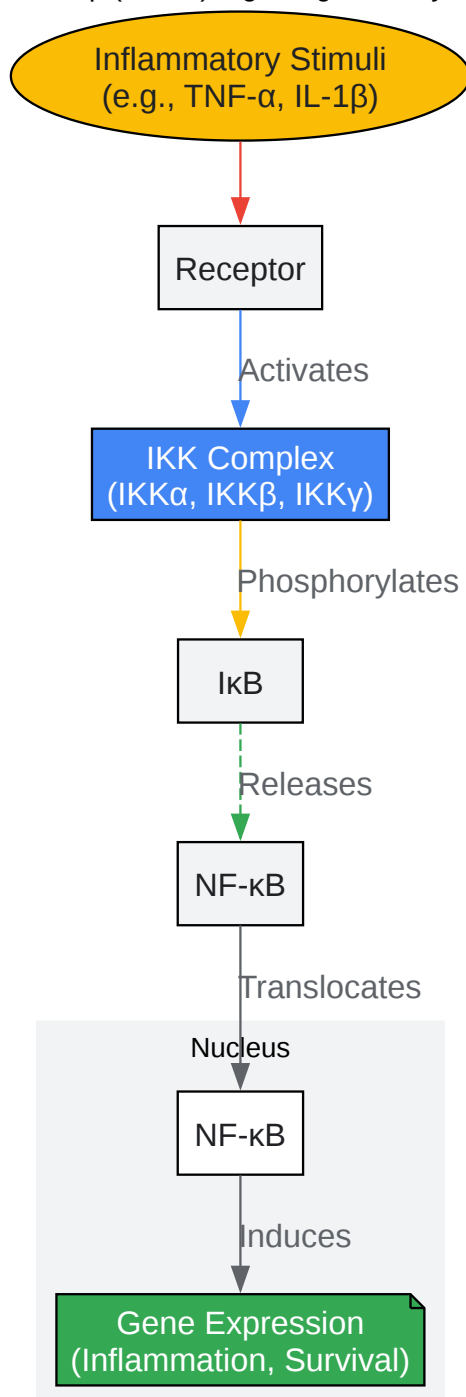 Inflammatory Stimuli
(e.g., TNF-α, IL-1β)
Receptor
Activates
IKK Complex
(IKKα, IKKβ, IKKγ)
Phosphorylates
IκB
Releases
NF-κB
Translocates
Nucleus
NF-κB
Induces
Gene Expression
(Inflammation, Survival)